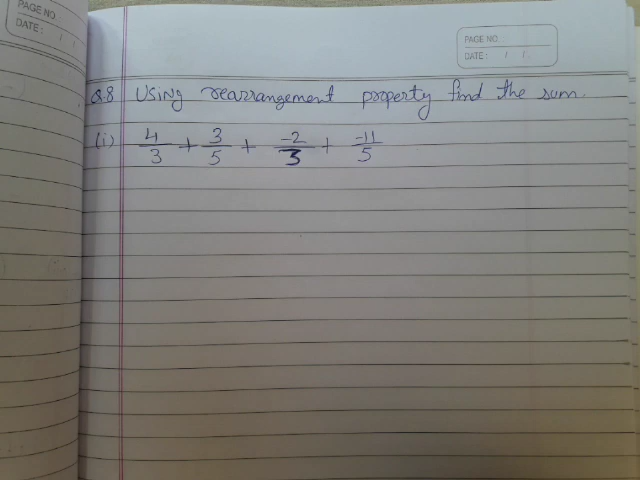 PAGE NO.
DATE: / /
PAGE NO.:
DATE: / /
Q.8 Using rearrangement property find the sum.
(i) 4/3 + 3/5 + -2/3 + -11/5